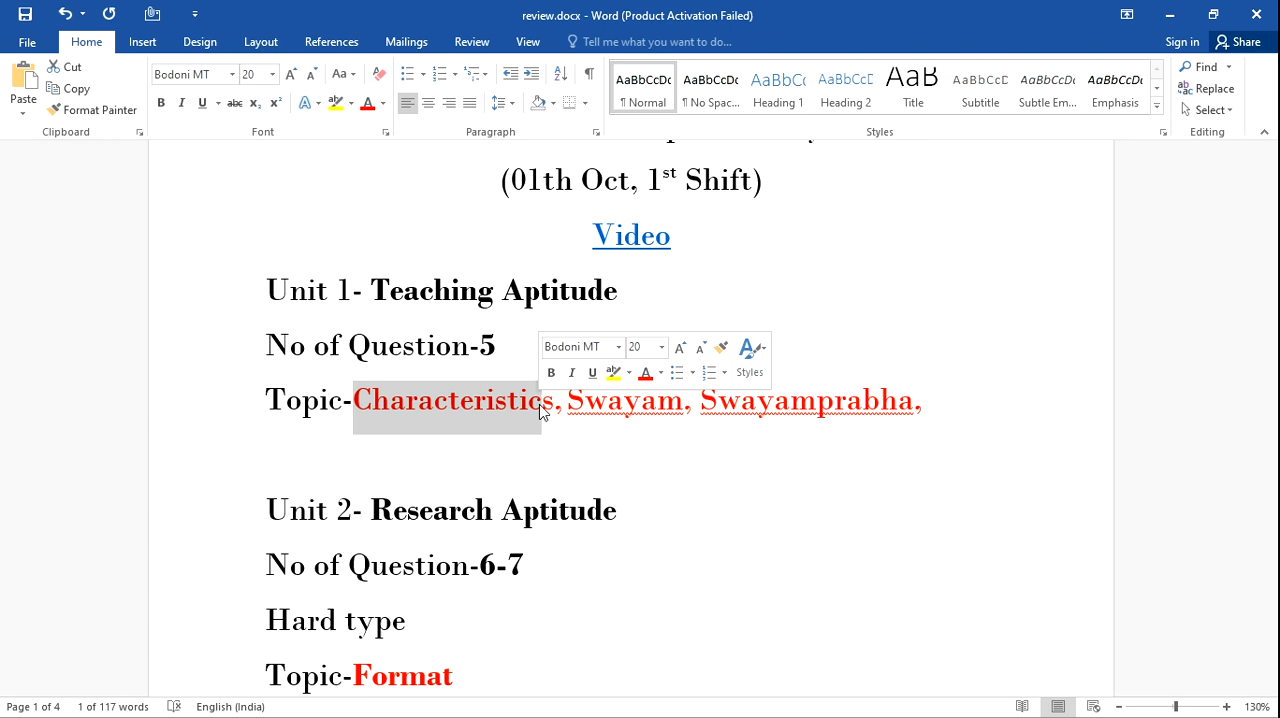 review.docx - Word (Product Activation Failed)
File Home Insert Design Layout References Mailings Review View Tell me what you want to do... Sign in Share
Paste Cut Copy Format Painter
Bodoni MT 20
AaBbCcDc AaBbCcDc AaBbCc AaBbCcE AaB AaBbCcC AaBbCcDc AaBbCcDc
¶ Normal ¶ No Spac... Heading 1 Heading 2 Title Subtitle Subtle Em... Emphasis
Find Replace Select
Clipboard Font Paragraph Styles Editing
(01th Oct, 1st Shift)
Video
Unit 1- Teaching Aptitude
No of Question-5
Bodoni MT 20
Styles
Topic-Characteristics, Swayam, Swayamprabha,
Unit 2- Research Aptitude
No of Question-6-7
Hard type
Topic-Format
Page 1 of 4 1 of 117 words English (India) 130%